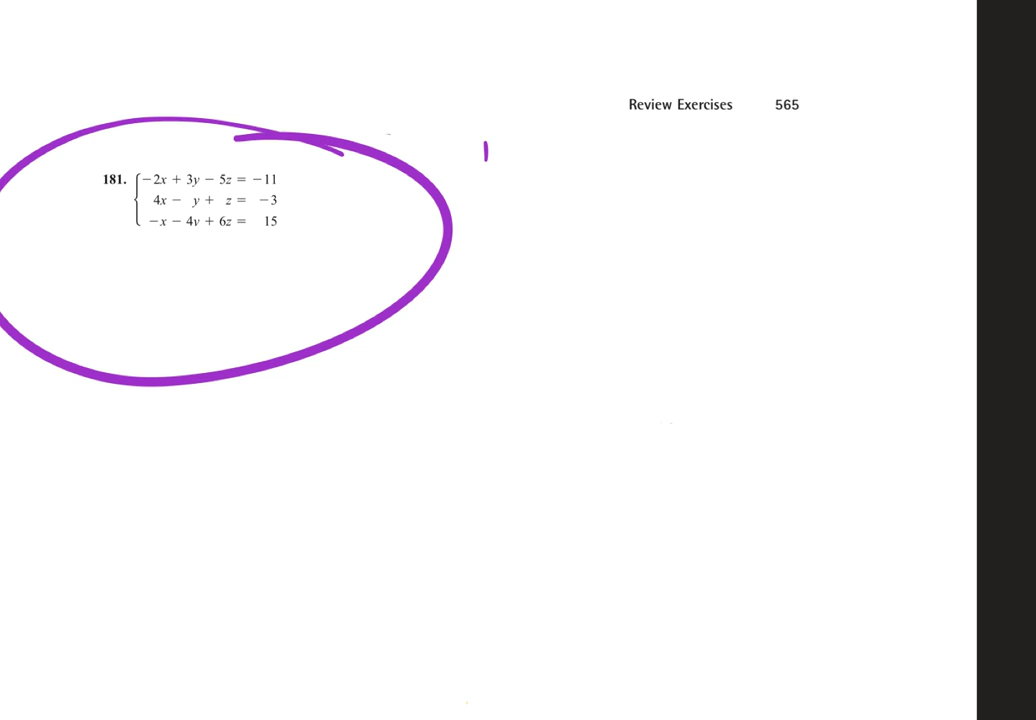 Review Exercises 565
181. -2x + 3y - 5z = -11
4x - y + z = -3
-x - 4y + 6z = 15